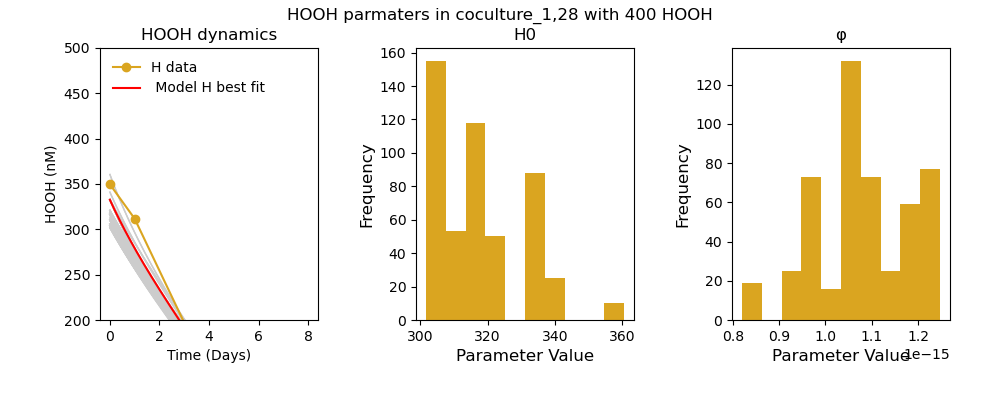 HOOH parmaters in coculture_1,28 with 400 HOOH
HOOH dynamics
H data
Model H best fit
HOOH (nM)
500
450
400
350
300
250
200
0 2 4 6 8
Time (Days)
H0
Frequency
160
140
120
100
80
60
40
20
0
300 320 340 360
Parameter Value
φ
Frequency
120
100
80
60
40
20
0
0.8 0.9 1.0 1.1 1.2
Parameter Value
1e−15